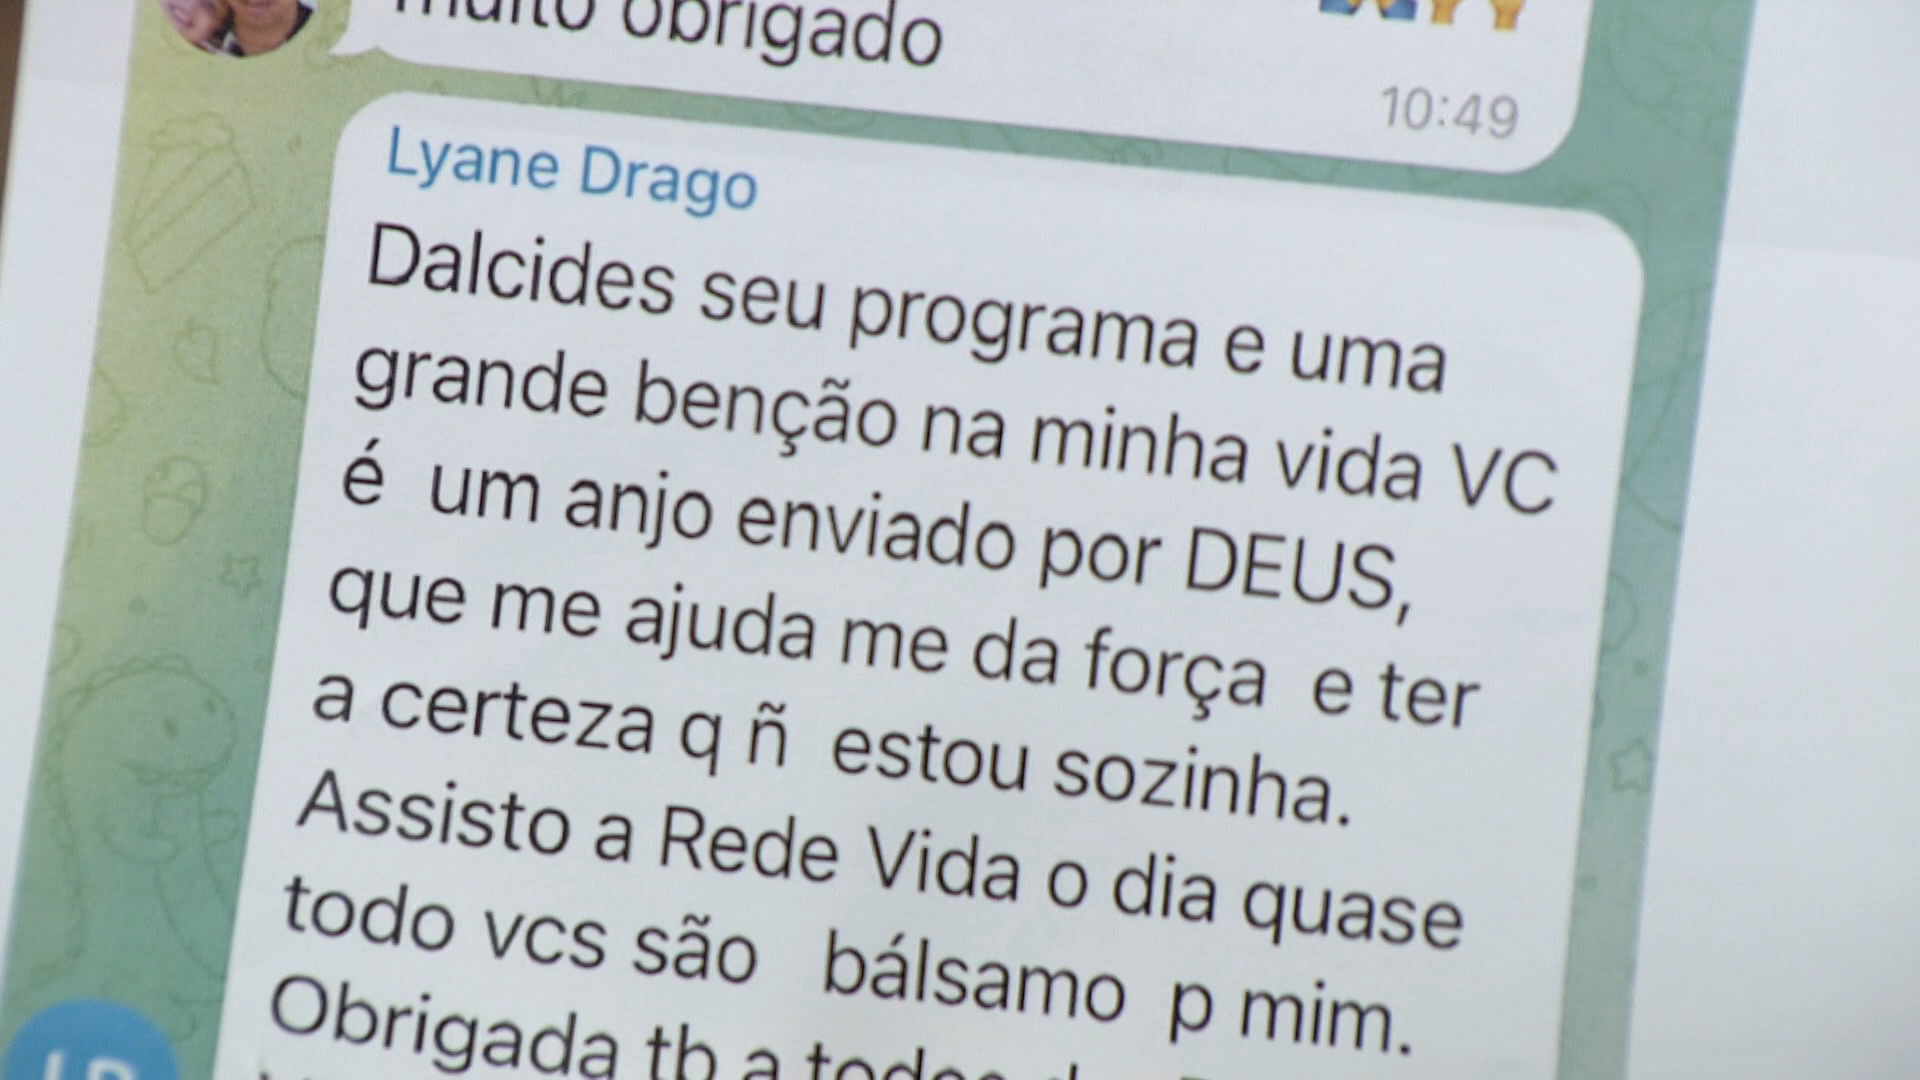 muito obrigado
10:49
Lyane Drago
Dalcides seu programa e uma
grande benção na minha vida VC
é um anjo enviado por DEUS,
que me ajuda me da força e ter
a certeza q ñ estou sozinha.
Assisto a Rede Vida o dia quase
todo vcs são bálsamo p mim.
Obrigada tb a todos
LD